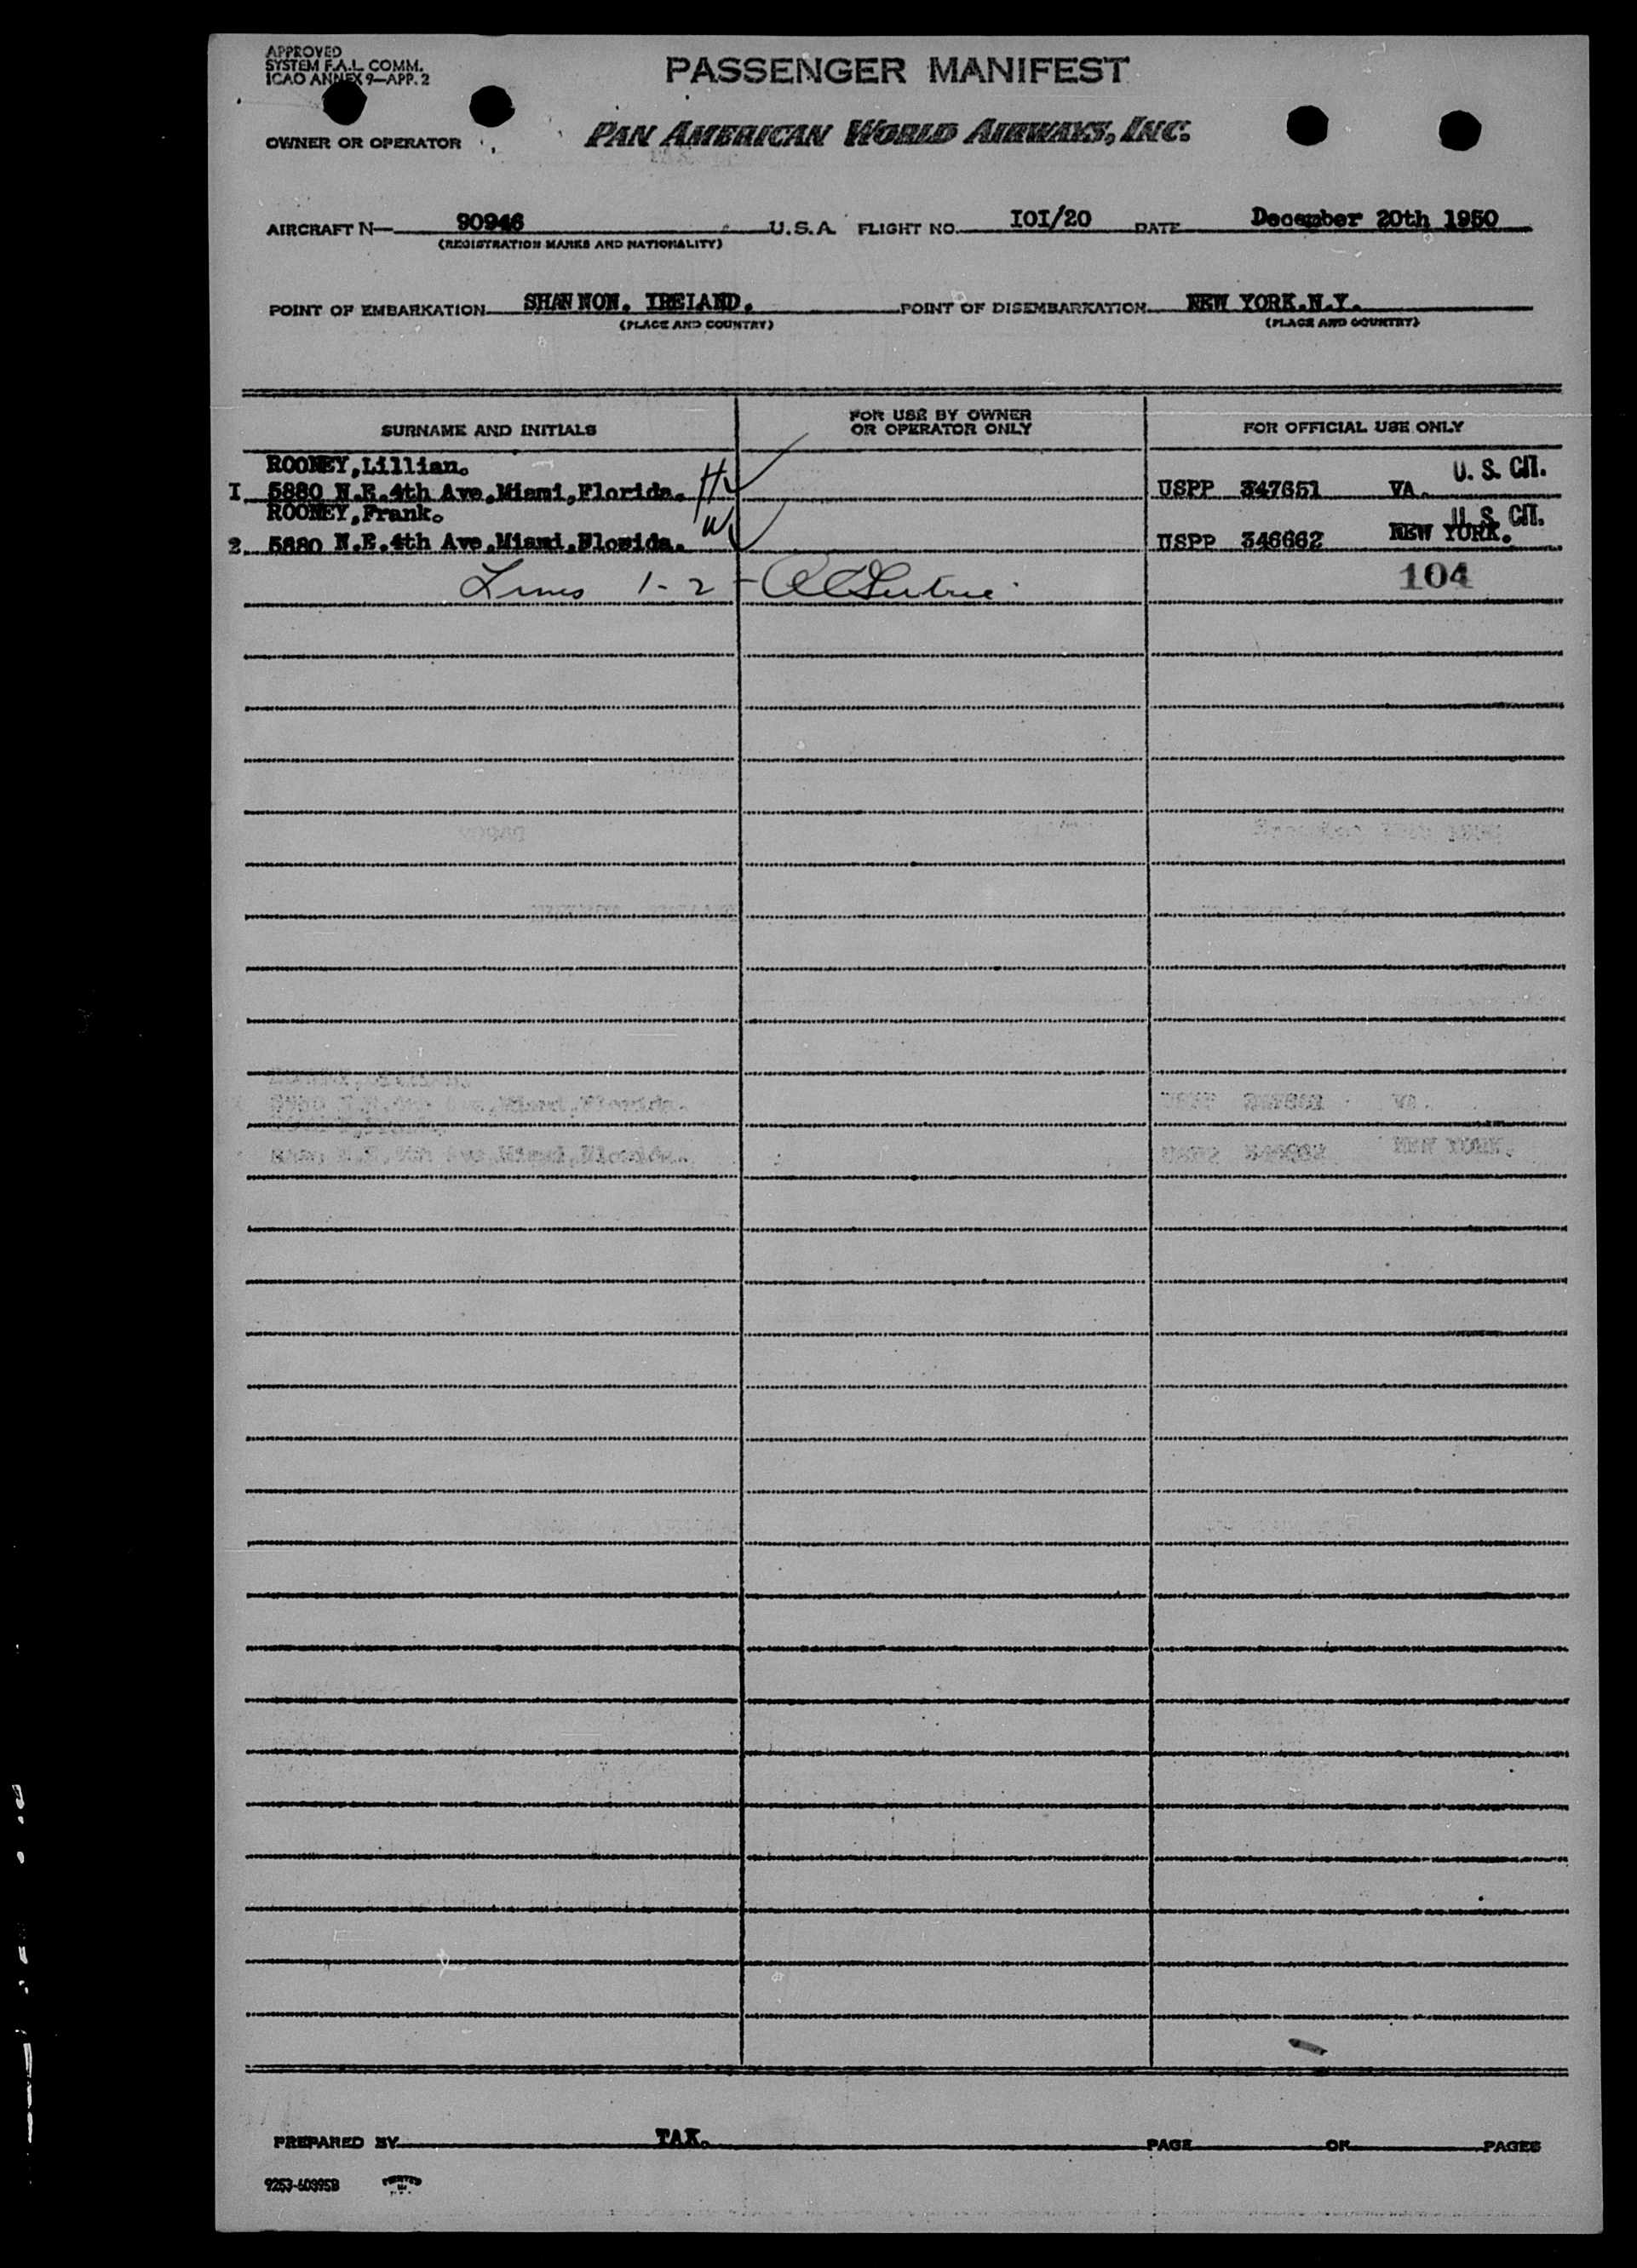 APPROVED
SYSTEM F.A.L. COMM.
ICAO ANNEX 9—APP. 2
PASSENGER MANIFEST
OWNER OR OPERATOR
PAN AMERICAN WORLD AIRWAYS, INC.
AIRCRAFT N— 90946 U.S.A. FLIGHT NO. IOI/20 DATE December 20th 1950
(REGISTRATION MARKS AND NATIONALITY)
POINT OF EMBARKATION SHANNON. IRELAND. POINT OF DISEMBARKATION NEW YORK.N.Y.
(PLACE AND COUNTRY) (PLACE AND COUNTRY)
SURNAME AND INITIALS
FOR USE BY OWNER
OR OPERATOR ONLY
FOR OFFICIAL USE ONLY
ROONEY,Lillian.
U. S. CIT.
I. 5880 N.E.4th Ave,Miami,Florida. USPP 347651 VA.
ROONEY,Frank.
U. S. CIT.
2. 5880 N.E.4th Ave,Miami,Florida. USPP 346662 NEW YORK.
Lines 1-2 -
104
PREPARED BY TAX. PAGE OF PAGES
9253-60995B